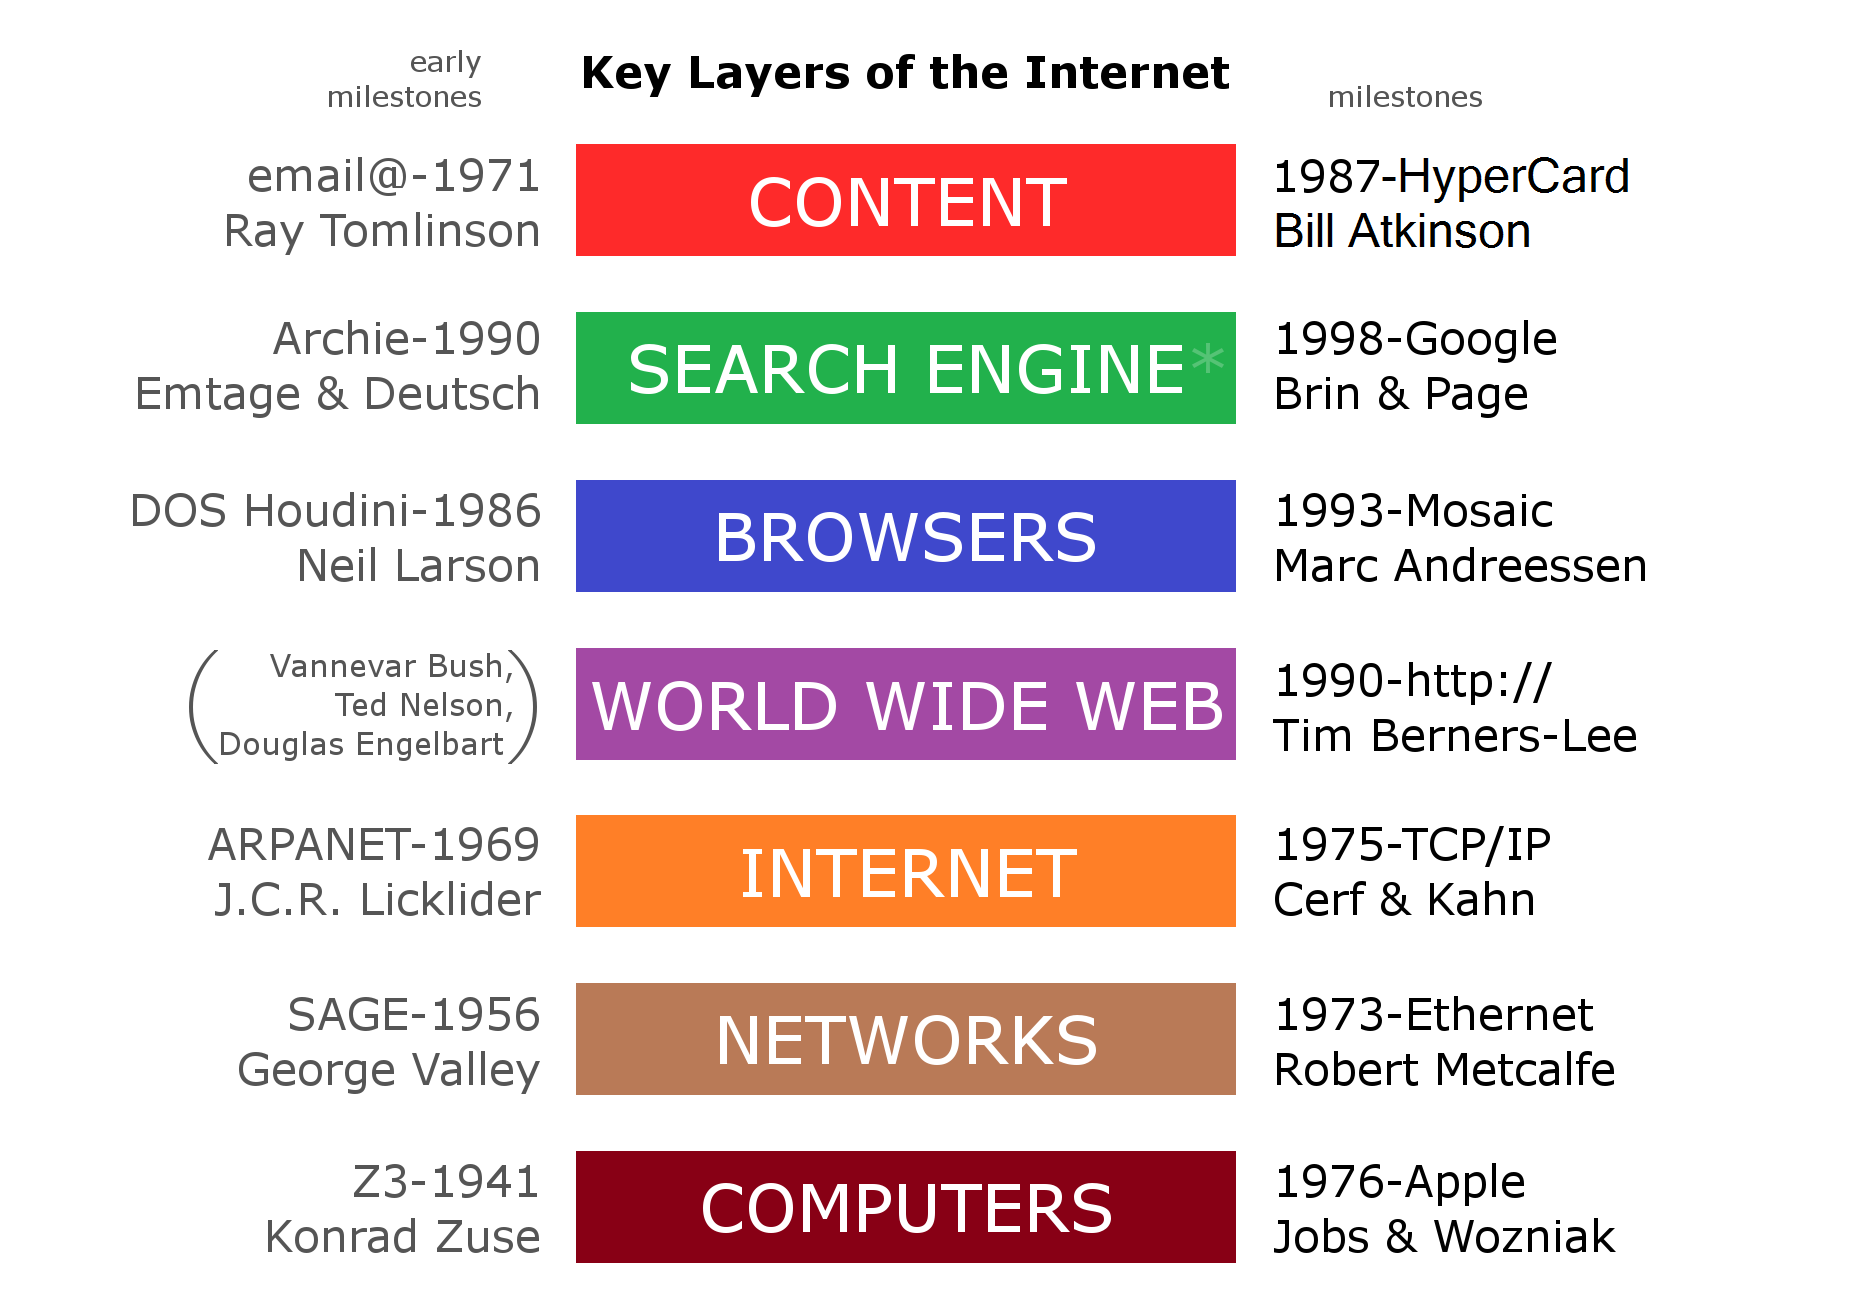 early
milestones
Key Layers of the Internet
milestones
email@-1971
Ray Tomlinson
CONTENT
1987-HyperCard
Bill Atkinson
Archie-1990
Emtage & Deutsch
SEARCH ENGINE*
1998-Google
Brin & Page
DOS Houdini-1986
Neil Larson
BROWSERS
1993-Mosaic
Marc Andreessen
(Vannevar Bush,
Ted Nelson,
Douglas Engelbart)
WORLD WIDE WEB
1990-http://
Tim Berners-Lee
ARPANET-1969
J.C.R. Licklider
INTERNET
1975-TCP/IP
Cerf & Kahn
SAGE-1956
George Valley
NETWORKS
1973-Ethernet
Robert Metcalfe
Z3-1941
Konrad Zuse
COMPUTERS
1976-Apple
Jobs & Wozniak